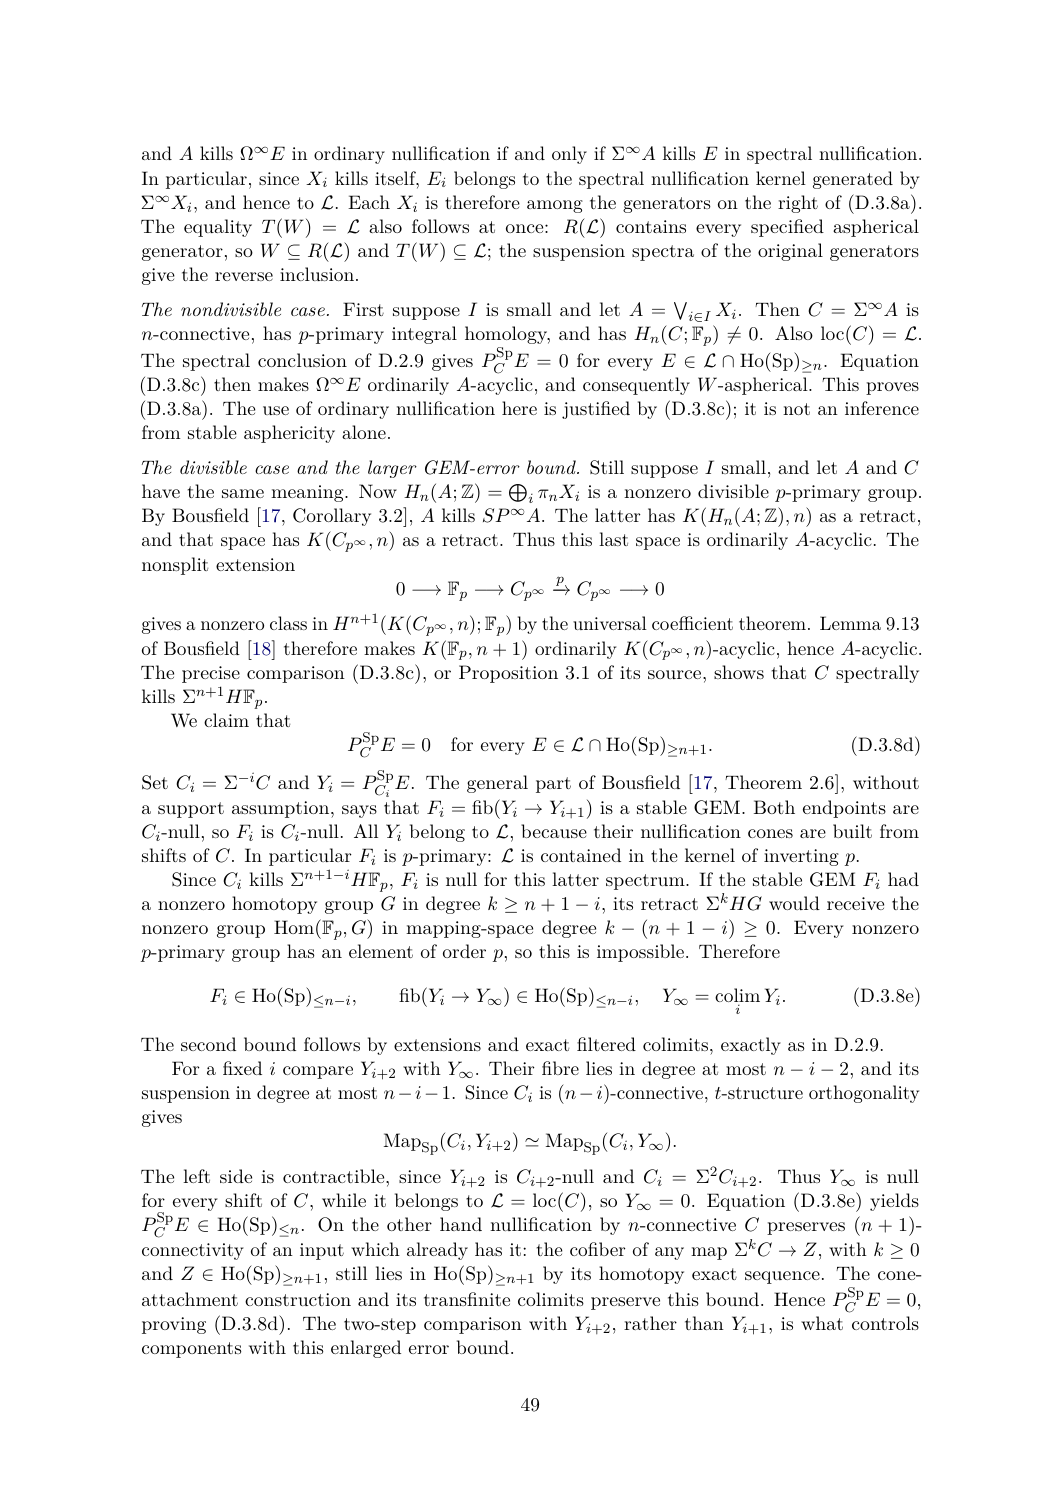 and A kills Ω^∞E in ordinary nullification if and only if Σ^∞A kills E in spectral nullification.
In particular, since X_i kills itself, E_i belongs to the spectral nullification kernel generated by
Σ^∞X_i, and hence to ℒ. Each X_i is therefore among the generators on the right of (D.3.8a).
The equality T(W) = ℒ also follows at once: R(ℒ) contains every specified aspherical
generator, so W ⊆ R(ℒ) and T(W) ⊆ ℒ; the suspension spectra of the original generators
give the reverse inclusion.
The nondivisible case. First suppose I is small and let A = ⋁_{i∈I} X_i. Then C = Σ^∞A is
n-connective, has p-primary integral homology, and has H_n(C; 𝔽_p) ≠ 0. Also loc(C) = ℒ.
The spectral conclusion of D.2.9 gives P_C^{Sp}E = 0 for every E ∈ ℒ ∩ Ho(Sp)_{≥n}. Equation
(D.3.8c) then makes Ω^∞E ordinarily A-acyclic, and consequently W-aspherical. This proves
(D.3.8a). The use of ordinary nullification here is justified by (D.3.8c); it is not an inference
from stable asphericity alone.
The divisible case and the larger GEM-error bound. Still suppose I small, and let A and C
have the same meaning. Now H_n(A; ℤ) = ⨁_i π_nX_i is a nonzero divisible p-primary group.
By Bousfield [17, Corollary 3.2], A kills SP^∞A. The latter has K(H_n(A; ℤ), n) as a retract,
and that space has K(C_{p^∞}, n) as a retract. Thus this last space is ordinarily A-acyclic. The
nonsplit extension
0 ⟶ 𝔽_p ⟶ C_{p^∞} →^p C_{p^∞} ⟶ 0
gives a nonzero class in H^{n+1}(K(C_{p^∞}, n); 𝔽_p) by the universal coefficient theorem. Lemma 9.13
of Bousfield [18] therefore makes K(𝔽_p, n + 1) ordinarily K(C_{p^∞}, n)-acyclic, hence A-acyclic.
The precise comparison (D.3.8c), or Proposition 3.1 of its source, shows that C spectrally
kills Σ^{n+1}H𝔽_p.
We claim that
P_C^{Sp}E = 0 for every E ∈ ℒ ∩ Ho(Sp)_{≥n+1}. (D.3.8d)
Set C_i = Σ^{−i}C and Y_i = P_{C_i}^{Sp}E. The general part of Bousfield [17, Theorem 2.6], without
a support assumption, says that F_i = fib(Y_i → Y_{i+1}) is a stable GEM. Both endpoints are
C_i-null, so F_i is C_i-null. All Y_i belong to ℒ, because their nullification cones are built from
shifts of C. In particular F_i is p-primary: ℒ is contained in the kernel of inverting p.
Since C_i kills Σ^{n+1−i}H𝔽_p, F_i is null for this latter spectrum. If the stable GEM F_i had
a nonzero homotopy group G in degree k ≥ n + 1 − i, its retract Σ^kHG would receive the
nonzero group Hom(𝔽_p, G) in mapping-space degree k − (n + 1 − i) ≥ 0. Every nonzero
p-primary group has an element of order p, so this is impossible. Therefore
F_i ∈ Ho(Sp)_{≤n−i}, fib(Y_i → Y_∞) ∈ Ho(Sp)_{≤n−i}, Y_∞ = colim_i Y_i. (D.3.8e)
The second bound follows by extensions and exact filtered colimits, exactly as in D.2.9.
For a fixed i compare Y_{i+2} with Y_∞. Their fibre lies in degree at most n − i − 2, and its
suspension in degree at most n − i − 1. Since C_i is (n − i)-connective, t-structure orthogonality
gives
Map_{Sp}(C_i, Y_{i+2}) ≃ Map_{Sp}(C_i, Y_∞).
The left side is contractible, since Y_{i+2} is C_{i+2}-null and C_i = Σ^2C_{i+2}. Thus Y_∞ is null
for every shift of C, while it belongs to ℒ = loc(C), so Y_∞ = 0. Equation (D.3.8e) yields
P_C^{Sp}E ∈ Ho(Sp)_{≤n}. On the other hand nullification by n-connective C preserves (n + 1)-
connectivity of an input which already has it: the cofiber of any map Σ^kC → Z, with k ≥ 0
and Z ∈ Ho(Sp)_{≥n+1}, still lies in Ho(Sp)_{≥n+1} by its homotopy exact sequence. The cone-
attachment construction and its transfinite colimits preserve this bound. Hence P_C^{Sp}E = 0,
proving (D.3.8d). The two-step comparison with Y_{i+2}, rather than Y_{i+1}, is what controls
components with this enlarged error bound.
49